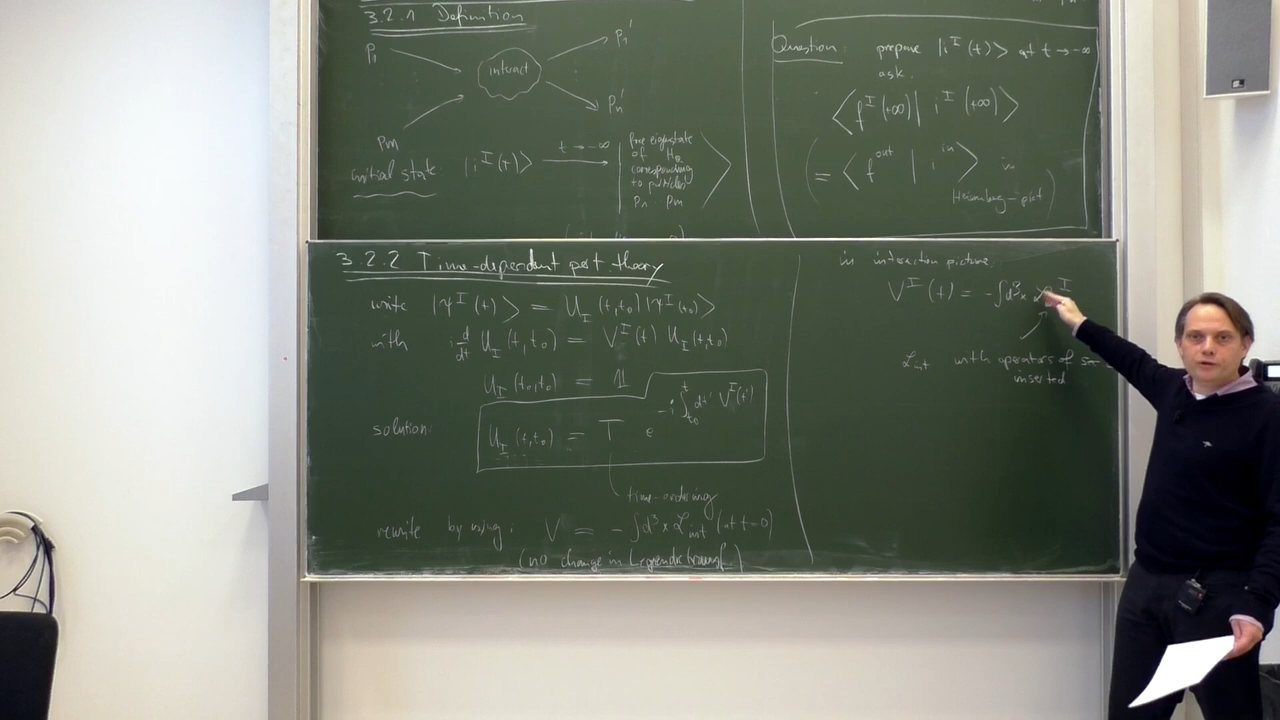 3.2.1 Definition
p₁
interact
p₁'
pₙ'
pₘ
initial state: |i^I(t)> t→-∞ | free eigenstate of H₀ corresponding to particles p₁ pₘ >
Question: prepare |i^I(t)> at t→-∞
ask:
<f^I(+∞)| i^I(+∞)>
(= <f^out | i^in> in
Heisenberg-pict)
3.2.2 Time-dependent pert. theory
write |ψ^I(t)> = U_I(t,t₀)|ψ^I(t₀)>
with i d/dt U_I(t,t₀) = V^I(t) U_I(t,t₀)
U_I(t₀,t₀) = 𝟙
solution: U_I(t,t₀) = T e^{-i∫_{t₀}^{t} dt' V^I(t')}
time-ordering
rewrite by using: V = -∫d³x ℒ_int (at t=0)
(no change in Legendre transf.)
in interaction picture:
V^I(t) = -∫d³x ℒ^I
ℒ_int with operators of
inserted